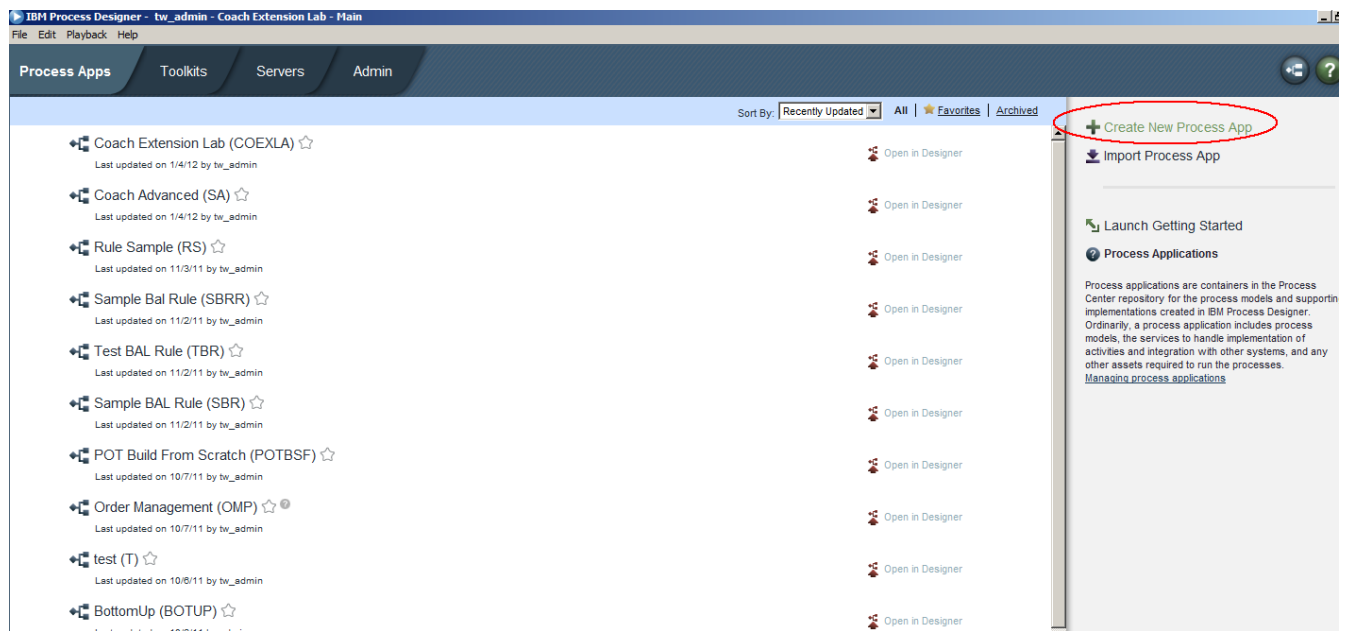 IBM Process Designer - tw_admin - Coach Extension Lab - Main
File Edit Playback Help
Process Apps Toolkits Servers Admin
Sort By: Recently Updated All | Favorites | Archived
Coach Extension Lab (COEXLA)
Last updated on 1/4/12 by tw_admin
Open in Designer
Coach Advanced (SA)
Last updated on 1/4/12 by tw_admin
Open in Designer
Rule Sample (RS)
Last updated on 11/3/11 by tw_admin
Open in Designer
Sample Bal Rule (SBRR)
Last updated on 11/2/11 by tw_admin
Open in Designer
Test BAL Rule (TBR)
Last updated on 11/2/11 by tw_admin
Open in Designer
Sample BAL Rule (SBR)
Last updated on 11/2/11 by tw_admin
Open in Designer
POT Build From Scratch (POTBSF)
Last updated on 10/7/11 by tw_admin
Open in Designer
Order Management (OMP)
Last updated on 10/7/11 by tw_admin
Open in Designer
test (T)
Last updated on 10/6/11 by tw_admin
Open in Designer
BottomUp (BOTUP)
Open in Designer
Create New Process App
Import Process App
Launch Getting Started
Process Applications
Process applications are containers in the Process
Center repository for the process models and supportin
implementations created in IBM Process Designer.
Ordinarily, a process application includes process
models, the services to handle implementation of
activities and integration with other systems, and any
other assets required to run the processes.
Managing process applications